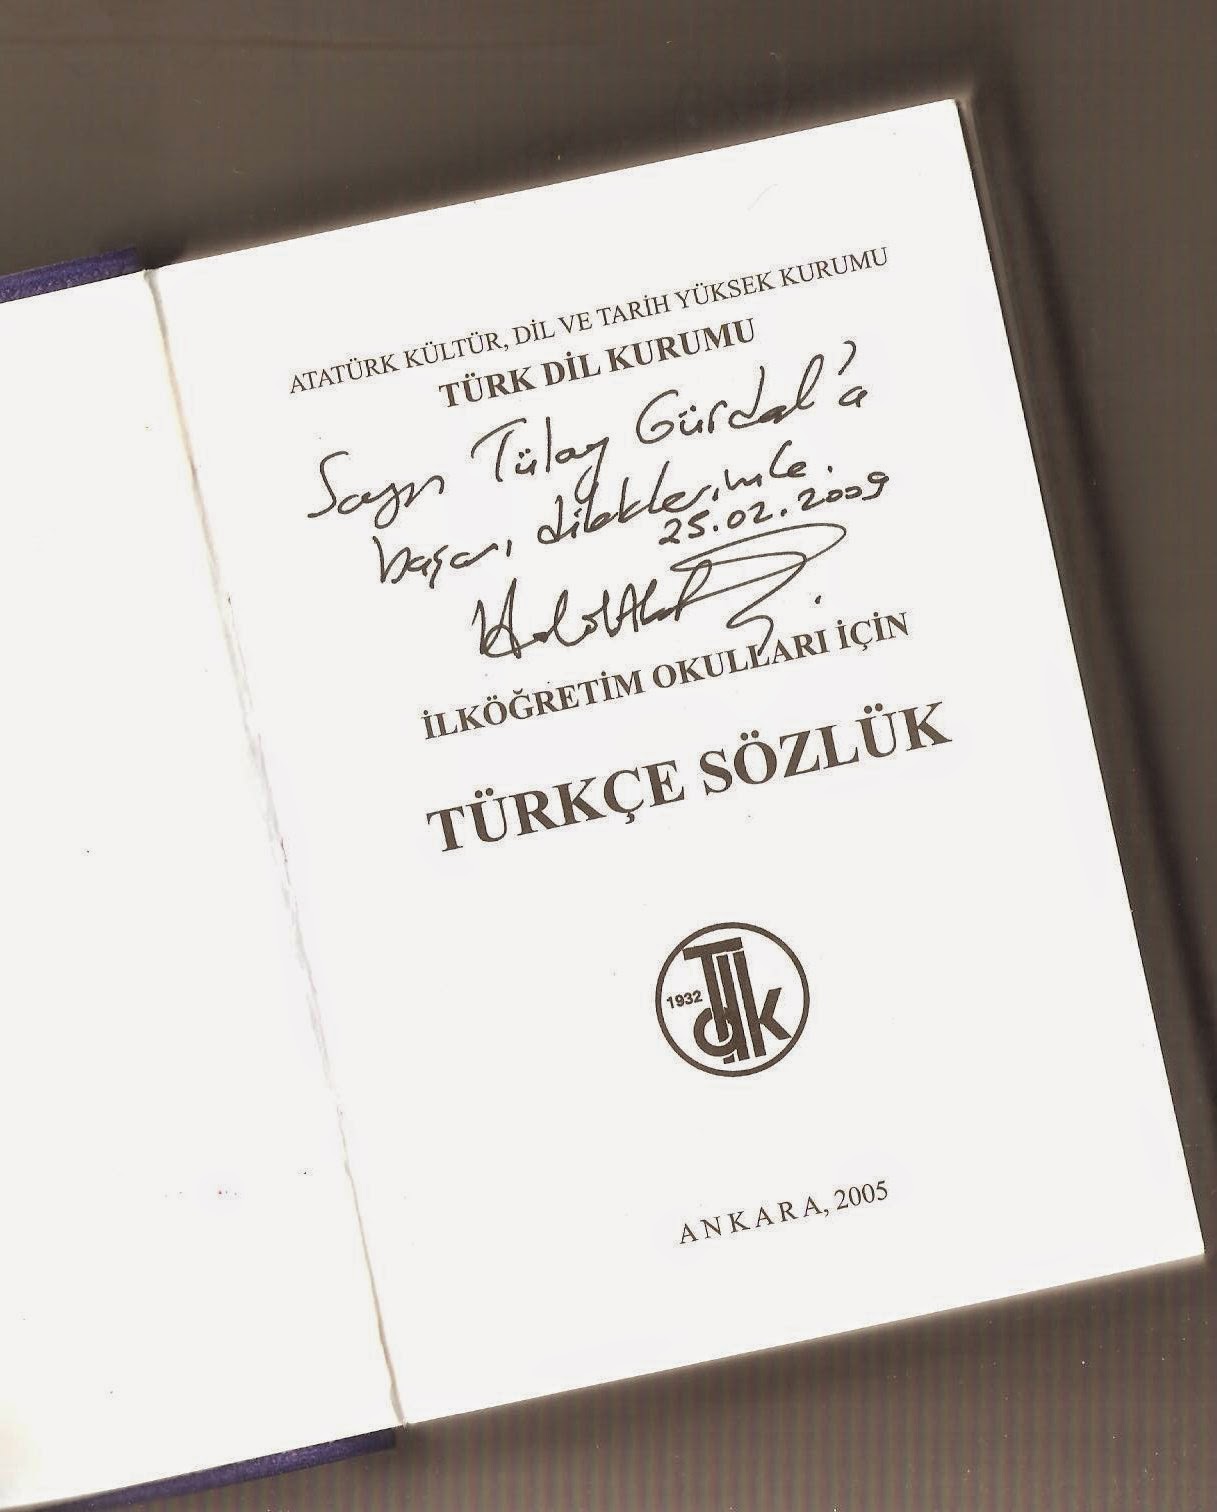 ATATÜRK KÜLTÜR, DİL VE TARİH YÜKSEK KURUMU
TÜRK DİL KURUMU
Sayın Tülay Gürdal'a
başarı dileklerimle.
25.02.2009
İLKÖĞRETİM OKULLARI İÇİN
TÜRKÇE SÖZLÜK
1932
Tdk
ANKARA, 2005